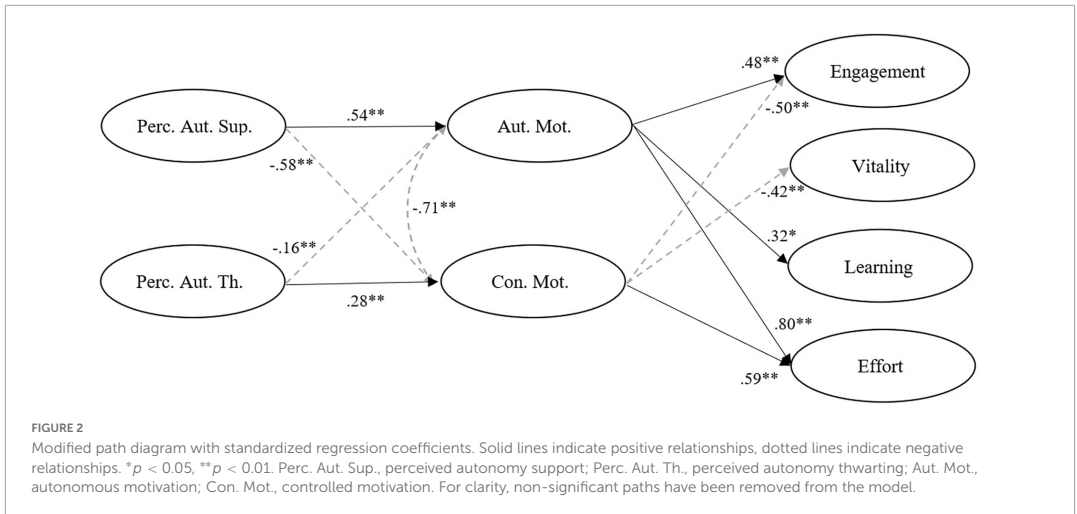 Engagement
.48**
-.50**
Perc. Aut. Sup.
.54**
Aut. Mot.
-.58**
Vitality
-.42**
-.71**
-.16**
.32*
Learning
Perc. Aut. Th.
.28**
Con. Mot.
.80**
Effort
.59**
FIGURE 2
Modified path diagram with standardized regression coefficients. Solid lines indicate positive relationships, dotted lines indicate negative
relationships. *p < 0.05, **p < 0.01. Perc. Aut. Sup., perceived autonomy support; Perc. Aut. Th., perceived autonomy thwarting; Aut. Mot.,
autonomous motivation; Con. Mot., controlled motivation. For clarity, non-significant paths have been removed from the model.